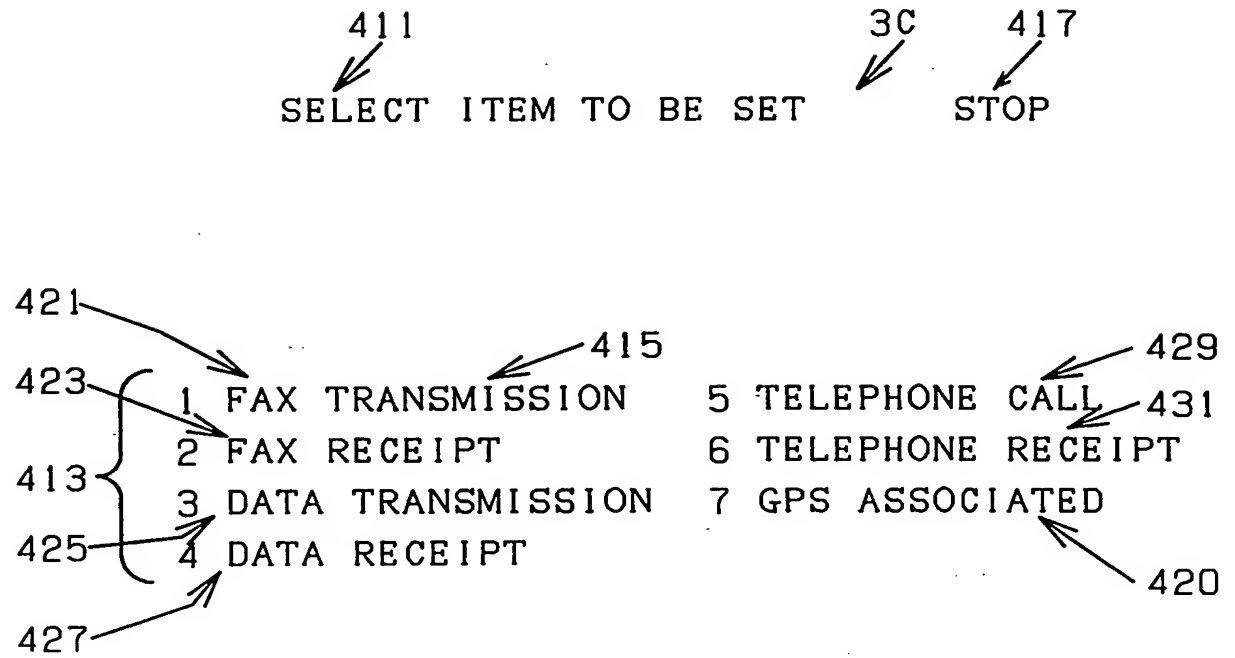 411 3C 417
SELECT ITEM TO BE SET STOP
421 415 429
423 1 FAX TRANSMISSION 5 TELEPHONE CALL 431
2 FAX RECEIPT 6 TELEPHONE RECEIPT
413 3 DATA TRANSMISSION 7 GPS ASSOCIATED
425 4 DATA RECEIPT
420
427